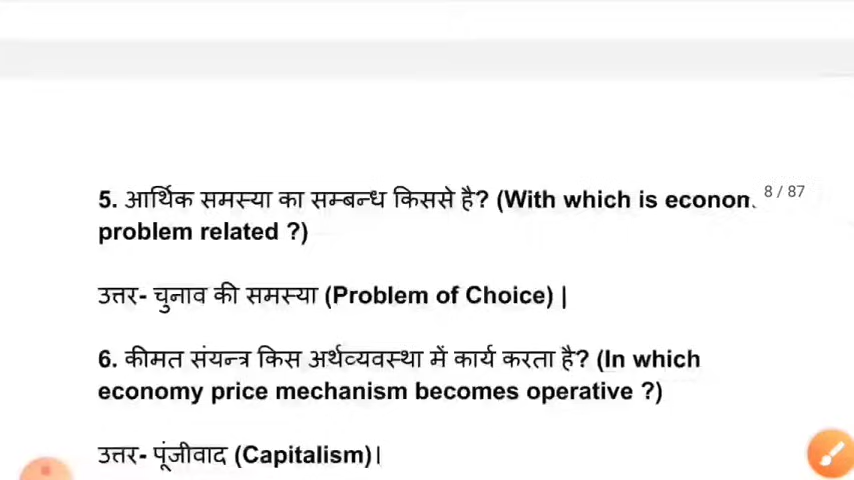 5. आर्थिक समस्या का सम्बन्ध किससे है? (With which is econon
8 / 87
problem related ?)
उत्तर- चुनाव की समस्या (Problem of Choice) |
6. कीमत संयन्त्र किस अर्थव्यवस्था में कार्य करता है? (In which
economy price mechanism becomes operative ?)
उत्तर- पूंजीवाद (Capitalism)।